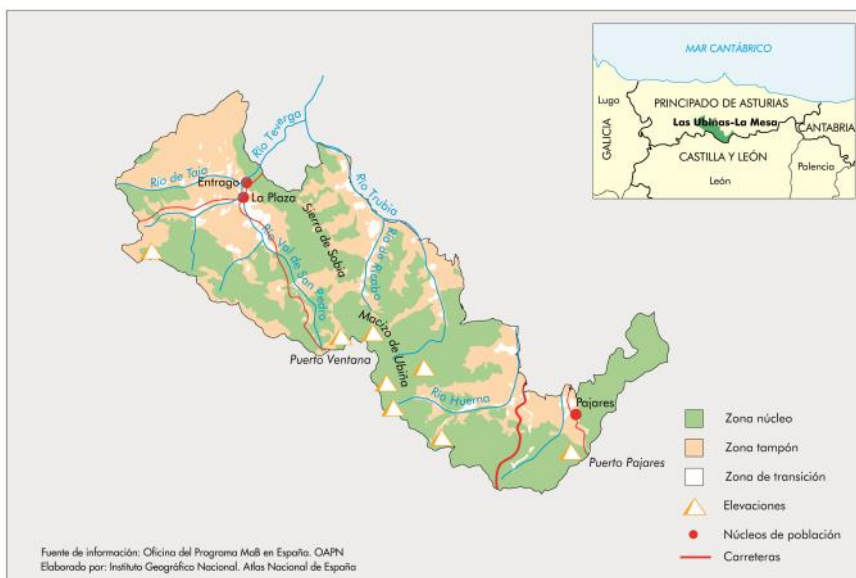 MAR CANTÁBRICO
Lugo
PRINCIPADO DE ASTURIAS
Las Ubiñas-La Mesa
CANTABRIA
GALICIA
CASTILLA Y LEÓN
León
Palencia
Río Teverga
Río de Taja
Entrago
La Plaza
Río Trubia
Sierra de Sobia
Río de Ricabo
Río Val de San Pedro
Macizo de Ubiña
Puerto Ventana
Río Huerna
Pajares
Puerto Pajares
Zona núcleo
Zona tampón
Zona de transición
Elevaciones
Núcleos de población
Carreteras
Fuente de información: Oficina del Programa MaB en España. OAPN
Elaborado por: Instituto Geográfico Nacional. Atlas Nacional de España